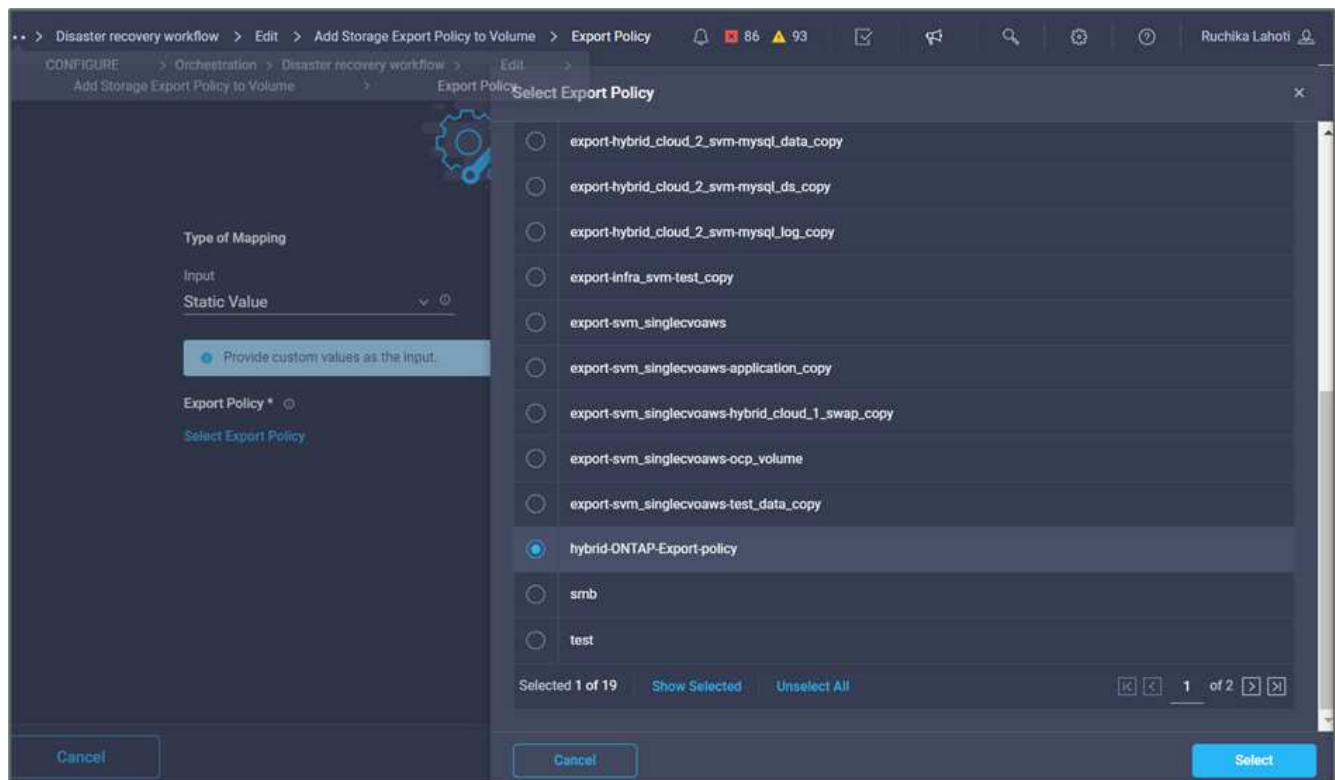 •• > Disaster recovery workflow > Edit > Add Storage Export Policy to Volume > Export Policy 86 93 Ruchika Lahoti
CONFIGURE > Orchestration > Disaster recovery workflow > Edit >
Add Storage Export Policy to Volume > Export Policy
Select Export Policy ×
export-hybrid_cloud_2_svm-mysql_data_copy
export-hybrid_cloud_2_svm-mysql_ds_copy
Type of Mapping
export-hybrid_cloud_2_svm-mysql_log_copy
Input
export-infra_svm-test_copy
Static Value
export-svm_singlecvoaws
Provide custom values as the input.
export-svm_singlecvoaws-application_copy
Export Policy *
export-svm_singlecvoaws-hybrid_cloud_1_swap_copy
Select Export Policy
export-svm_singlecvoaws-ocp_volume
export-svm_singlecvoaws-test_data_copy
hybrid-ONTAP-Export-policy
smb
test
Selected 1 of 19 Show Selected Unselect All 1 of 2
Cancel Cancel Select